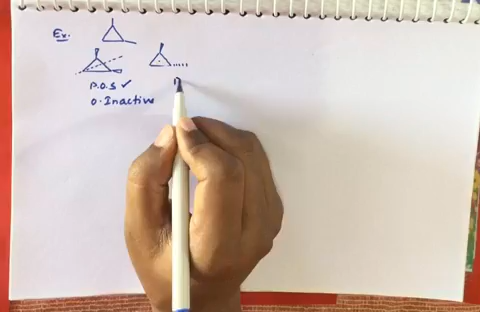 Ex.
P.O.S ✓
O. Inactive